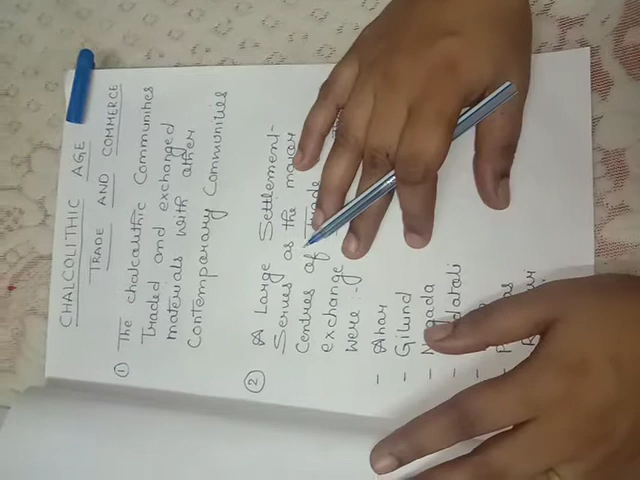 CHALCOLITHIC AGE
TRADE AND COMMERCE
① The chalcolithic Communities
traded and exchanged
materials with other
Contemporary Communities
② A Large Settlement-
Serves as the major
Centres of Trade
exchange
were :-
- Ahar
- Gilund